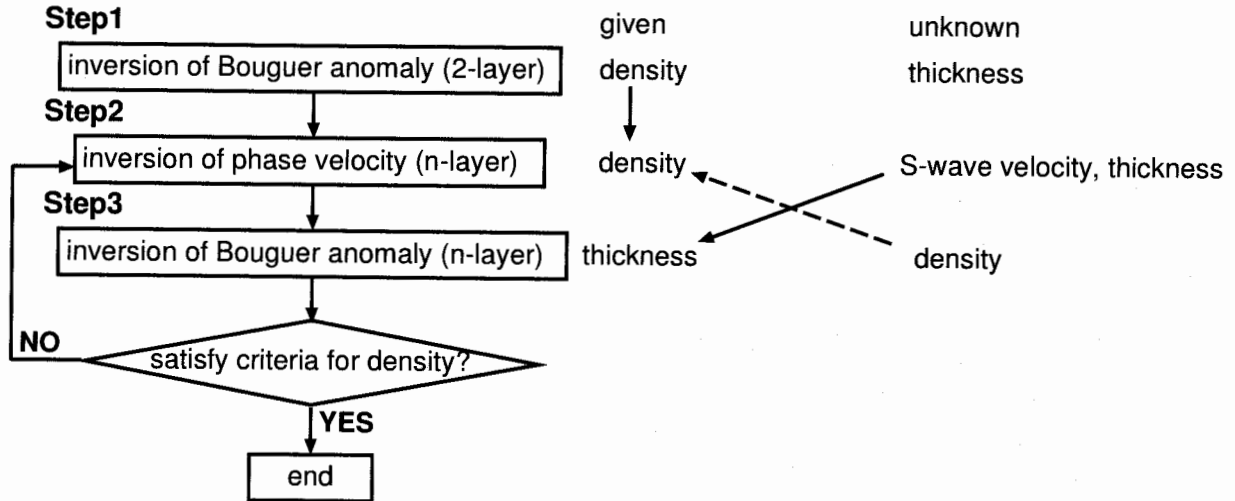 Step1
given
unknown
inversion of Bouguer anomaly (2-layer)
density
thickness
Step2
inversion of phase velocity (n-layer)
density
S-wave velocity, thickness
Step3
inversion of Bouguer anomaly (n-layer)
thickness
density
NO
satisfy criteria for density?
YES
end